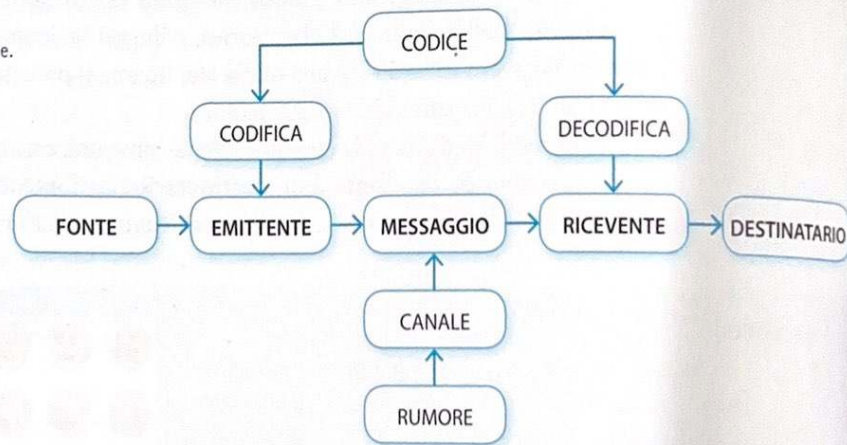 CODICE
e.
CODIFICA
DECODIFICA
FONTE
EMITTENTE
MESSAGGIO
RICEVENTE
DESTINATARIO
CANALE
RUMORE